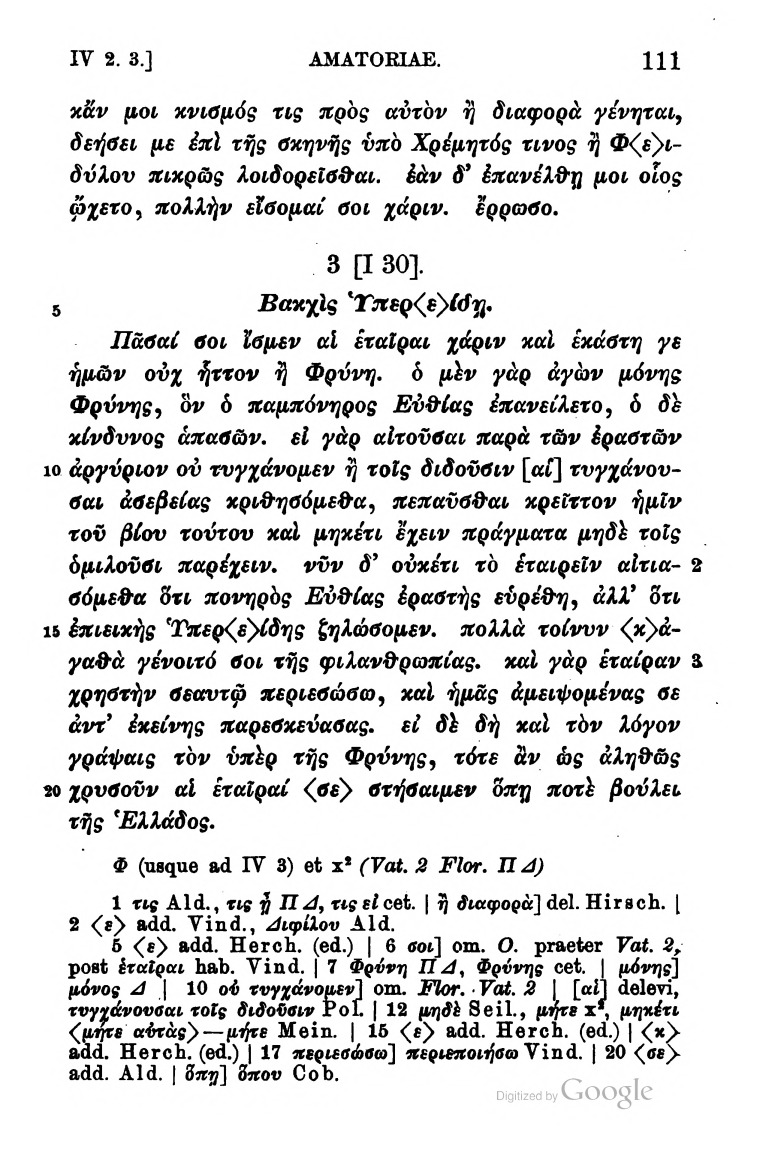 IV 2. 3.] AMATORIAE. 111
κἄν μοι κνισμός τις πρὸς αὐτὸν ἢ διαφορὰ γένηται,
δεήσει με ἐπὶ τῆς σκηνῆς ὑπὸ Χρέμητός τινος ἢ Φ⟨ε⟩ι-
δύλου πικρῶς λοιδορεῖσθαι. ἐὰν δ’ ἐπανέλθῃ μοι οἷος
ᾤχετο, πολλὴν εἴσομαί σοι χάριν. ἔρρωσο.
3 [I 30].
5 Βακχὶς Ὑπερ⟨ε⟩ίδῃ.
Πᾶσαί σοι ἴσμεν αἱ ἑταῖραι χάριν καὶ ἑκάστη γε
ἡμῶν οὐχ ἧττον ἢ Φρύνη. ὁ μὲν γὰρ ἀγὼν μόνης
Φρύνης, ὃν ὁ παμπόνηρος Εὐθίας ἐπανείλετο, ὁ δὲ
κίνδυνος ἁπασῶν. εἰ γὰρ αἰτοῦσαι παρὰ τῶν ἐραστῶν
10 ἀργύριον οὐ τυγχάνομεν ἢ τοῖς διδοῦσιν [αἱ] τυγχάνου-
σαι ἀσεβείας κριθησόμεθα, πεπαῦσθαι κρεῖττον ἡμῖν
τοῦ βίου τούτου καὶ μηκέτι ἔχειν πράγματα μηδὲ τοῖς
ὁμιλοῦσι παρέχειν. νῦν δ’ οὐκέτι τὸ ἑταιρεῖν αἰτια- 2
σόμεθα ὅτι πονηρὸς Εὐθίας ἐραστὴς εὑρέθη, ἀλλ’ ὅτι
15 ἐπιεικὴς Ὑπερ⟨ε⟩ίδης ζηλώσομεν. πολλὰ τοίνυν ⟨κ⟩ἀ-
γαθὰ γένοιτό σοι τῆς φιλανθρωπίας. καὶ γὰρ ἑταίραν 3
χρηστὴν σεαυτῷ περιεσώσω, καὶ ἡμᾶς ἀμειψομένας σε
ἀντ’ ἐκείνης παρεσκεύασας. εἰ δὲ δὴ καὶ τὸν λόγον
γράψαις τὸν ὑπὲρ τῆς Φρύνης, τότε ἂν ὡς ἀληθῶς
20 χρυσοῦν αἱ ἑταῖραί ⟨σε⟩ στήσαιμεν ὅπῃ ποτὲ βούλει
τῆς Ἑλλάδος.
Φ (usque ad IV 3) et x² (Vat. 2 Flor. Π Δ)
1 τις Ald., τις ᾖ Π Δ, τις εἰ cet. | ἢ διαφορὰ] del. Hirsch. |
2 ⟨ε⟩ add. Vind., Διφίλου Ald.
5 ⟨ε⟩ add. Herch. (ed.) | 6 σοι] om. O. praeter Vat. 2,
post ἑταῖραι hab. Vind. | 7 Φρύνη Π Δ, Φρύνης cet. | μόνης]
μόνος Δ | 10 οὐ τυγχάνομεν] om. Flor. Vat. 2 | [αἱ] delevi,
τυγχάνουσαι τοῖς διδοῦσιν Pol. | 12 μηδὲ Seil., μήτε x², μηκέτι
⟨μήτε αὐτὰς⟩—μήτε Mein. | 15 ⟨ε⟩ add. Herch. (ed.) | ⟨κ⟩
add. Herch. (ed.) | 17 περιεσώσω] περιεποιήσω Vind. | 20 ⟨σε⟩
add. Ald. | ὅπῃ] ὅπου Cob.
Digitized by Google